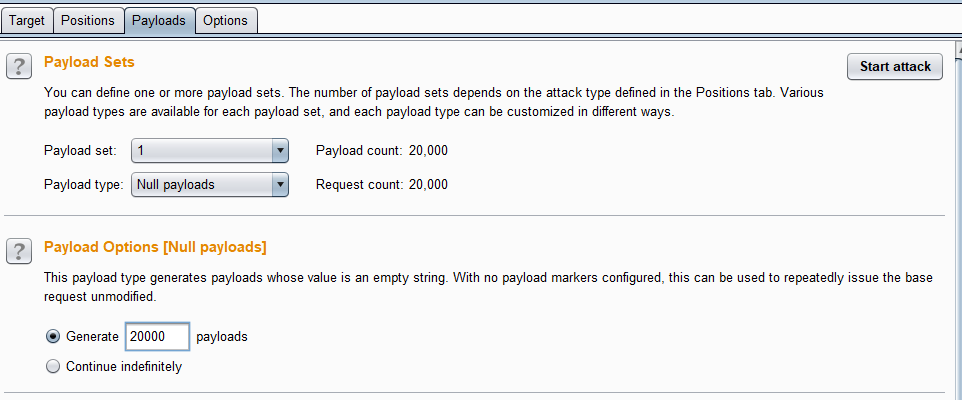 Target Positions Payloads Options
? Payload Sets Start attack
You can define one or more payload sets. The number of payload sets depends on the attack type defined in the Positions tab. Various
payload types are available for each payload set, and each payload type can be customized in different ways.
Payload set: 1 Payload count: 20,000
Payload type: Null payloads Request count: 20,000
? Payload Options [Null payloads]
This payload type generates payloads whose value is an empty string. With no payload markers configured, this can be used to repeatedly issue the base
request unmodified.
Generate 20000 payloads
Continue indefinitely